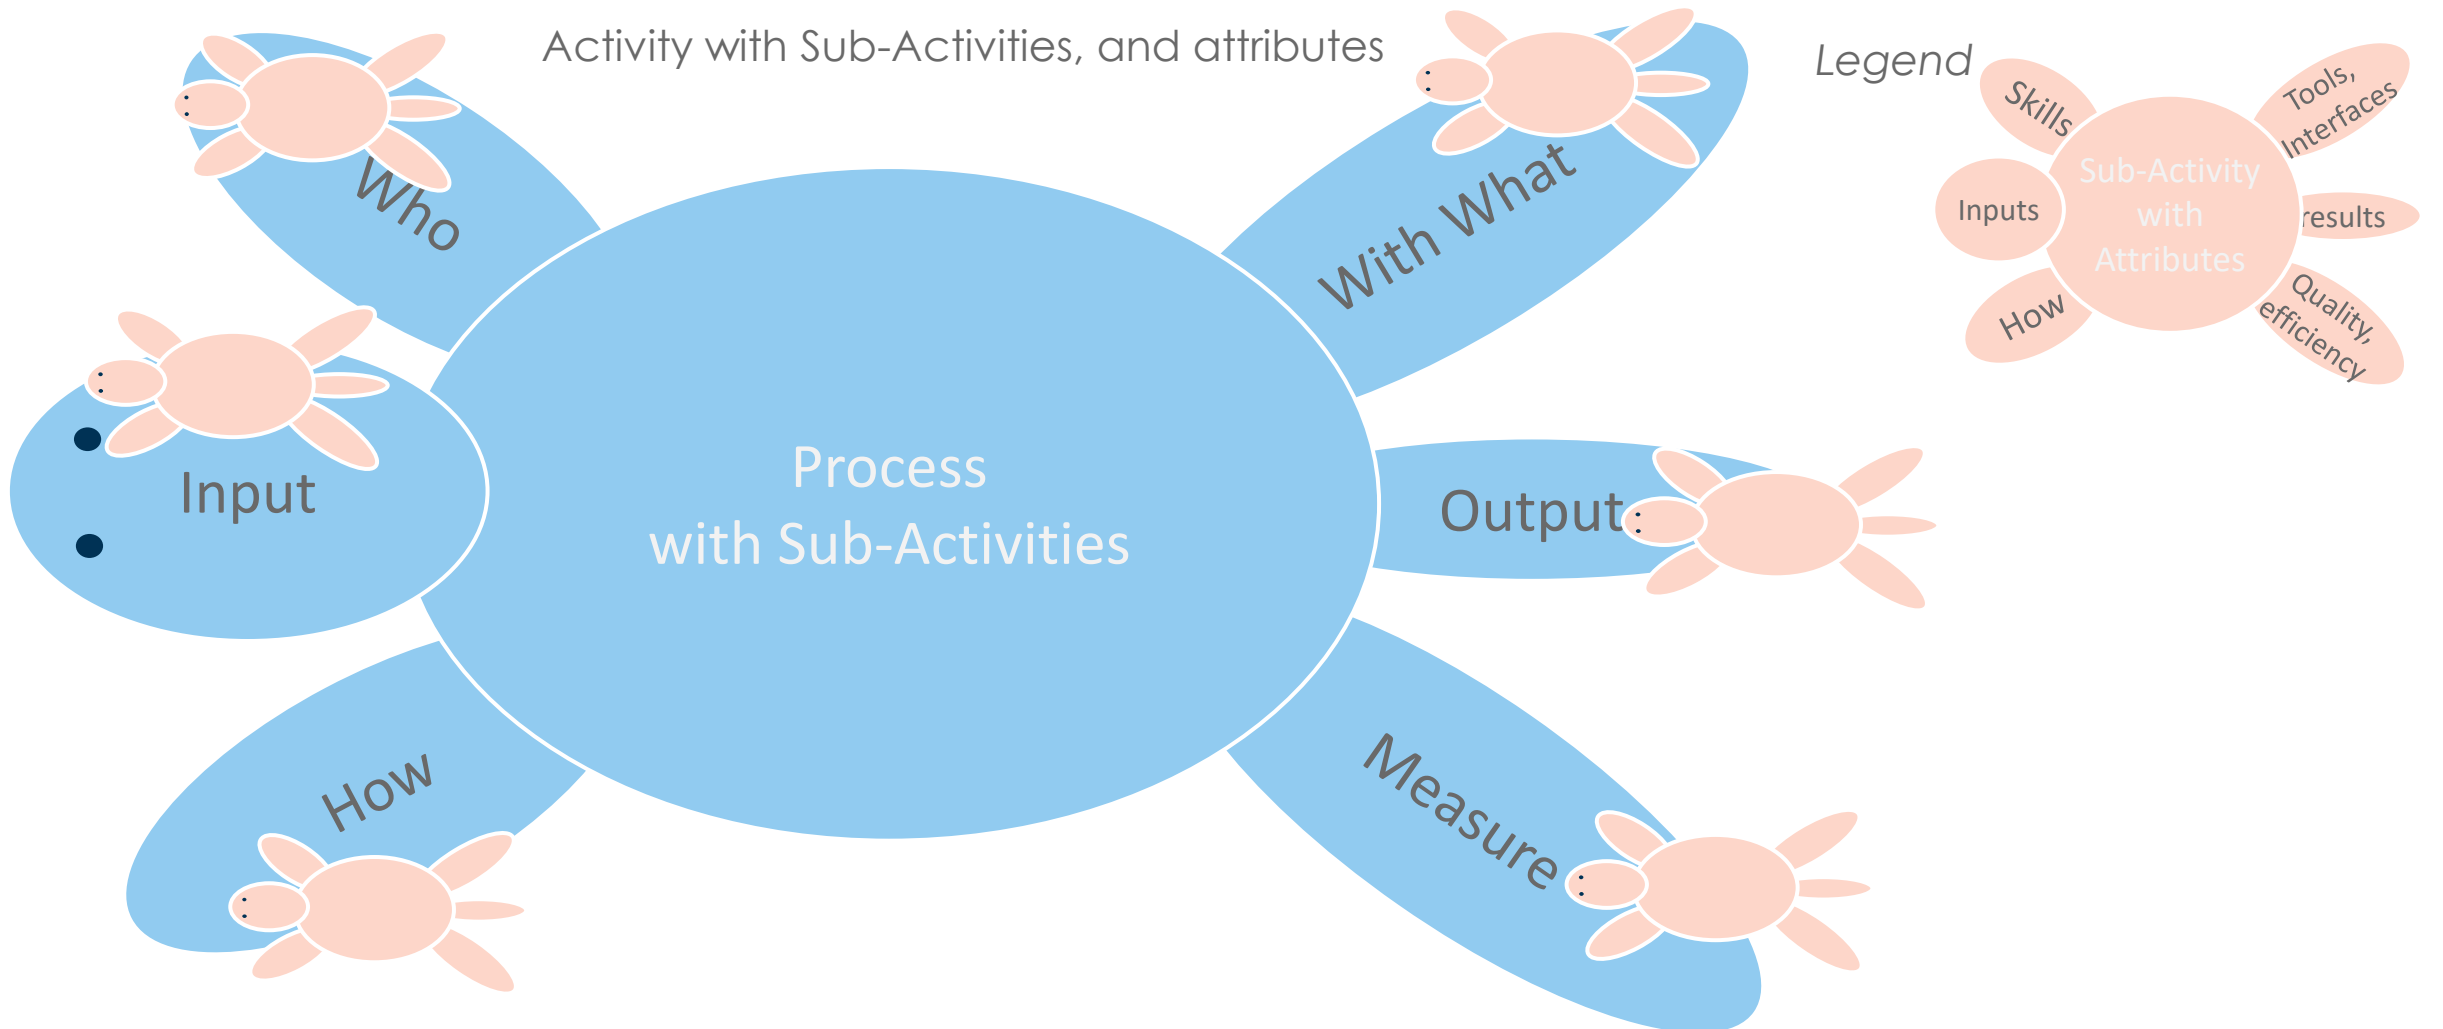 Activity with Sub-Activities, and attributes
Legend
Who
With What
Input
Process
with Sub-Activities
Output
How
Measure
Skills
Tools,
Interfaces
Inputs
Sub-Activity
with
Attributes
results
How
Quality,
efficiency